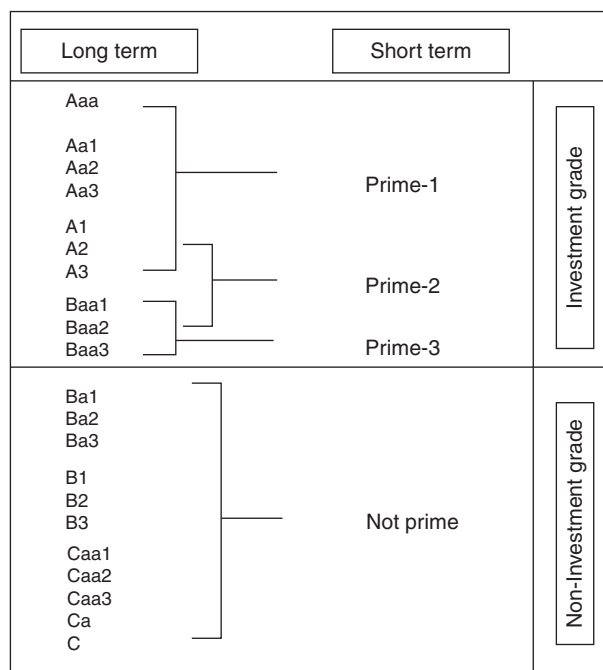 Long term
Short term
Aaa
Aa1
Aa2
Aa3
Prime-1
A1
A2
A3
Prime-2
Baa1
Baa2
Baa3
Prime-3
Investment grade
Ba1
Ba2
Ba3
B1
B2
B3
Not prime
Caa1
Caa2
Caa3
Ca
C
Non-Investment grade